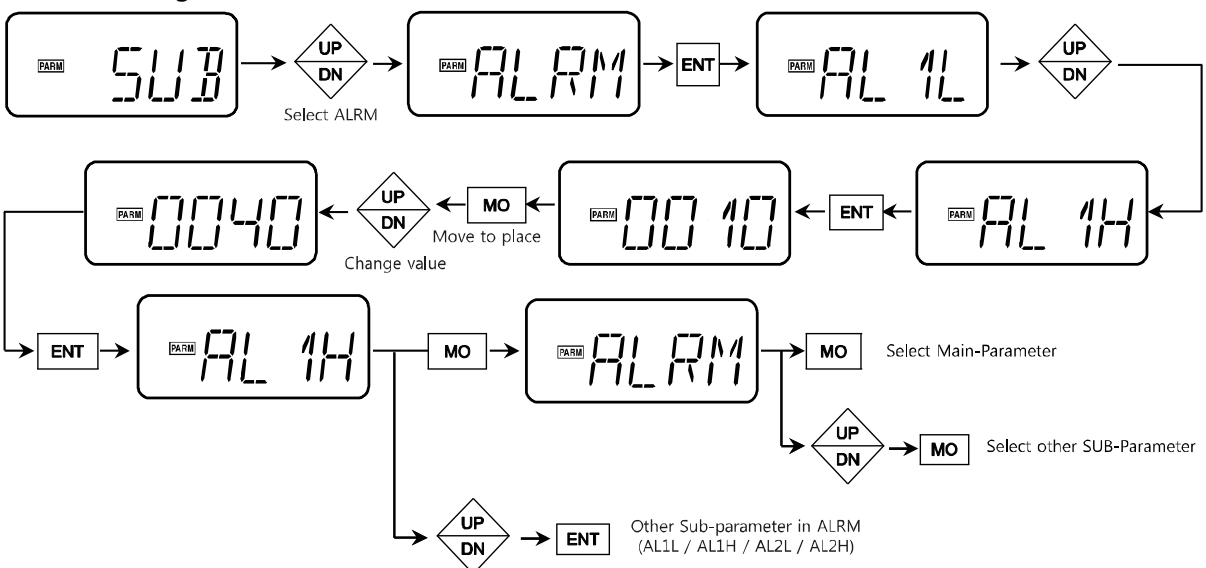 PARM SUB UP DN PARM ALRM ENT PARM AL 1L UP DN
Select ALRM
PARM 0040 UP DN MO PARM 0010 ENT PARM AL 1H
Move to place
Change value
ENT PARM AL 1H MO PARM ALRM MO Select Main-Parameter
UP DN MO Select other SUB-Parameter
UP DN ENT Other Sub-parameter in ALRM
(AL1L / AL1H / AL2L / AL2H)